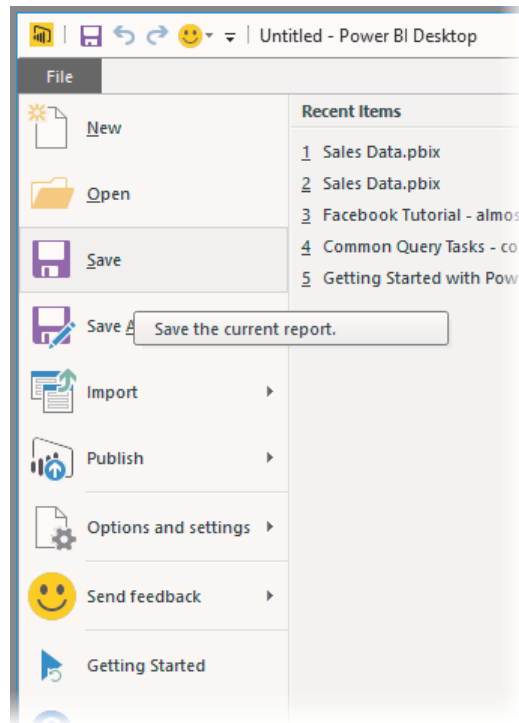 Untitled - Power BI Desktop
File
New
Open
Save
Save A
Save the current report.
Import
Publish
Options and settings
Send feedback
Getting Started
Recent Items
1 Sales Data.pbix
2 Sales Data.pbix
3 Facebook Tutorial - almos
4 Common Query Tasks - co
5 Getting Started with Pow